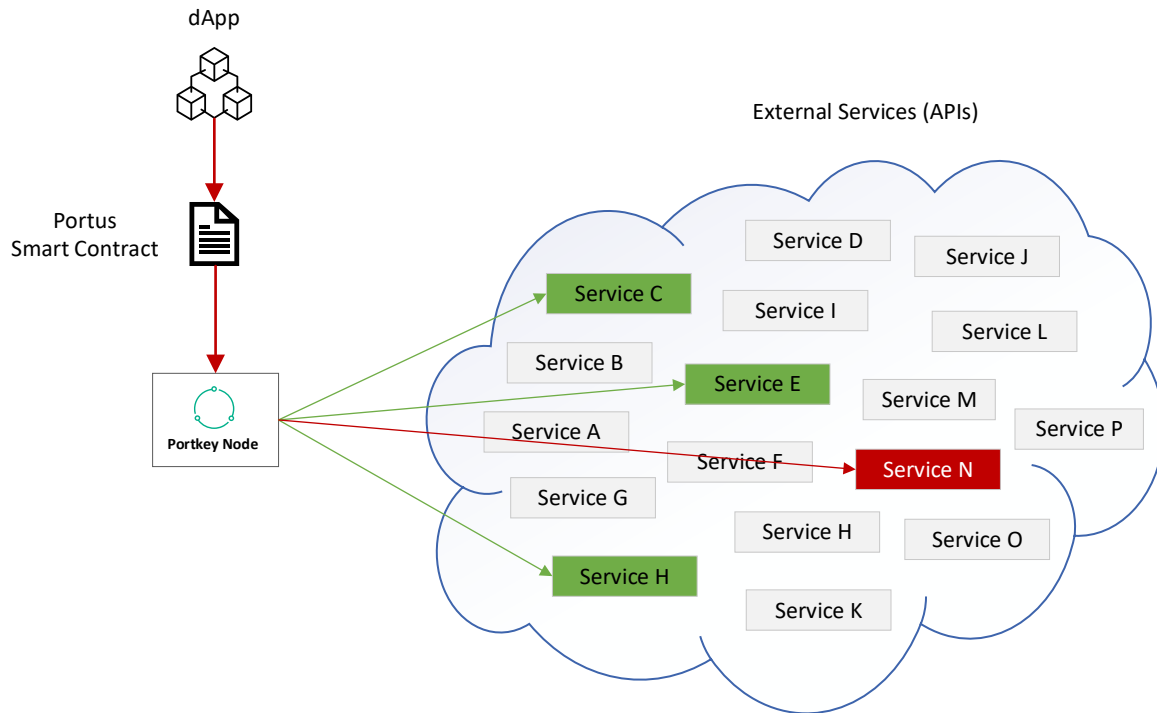 dApp
External Services (APIs)
Portus
Smart Contract
Service D
Service J
Service C
Service I
Service L
Service B
Service E
Service M
Service A
Service P
Portkey Node
Service F
Service N
Service G
Service H
Service O
Service H
Service K